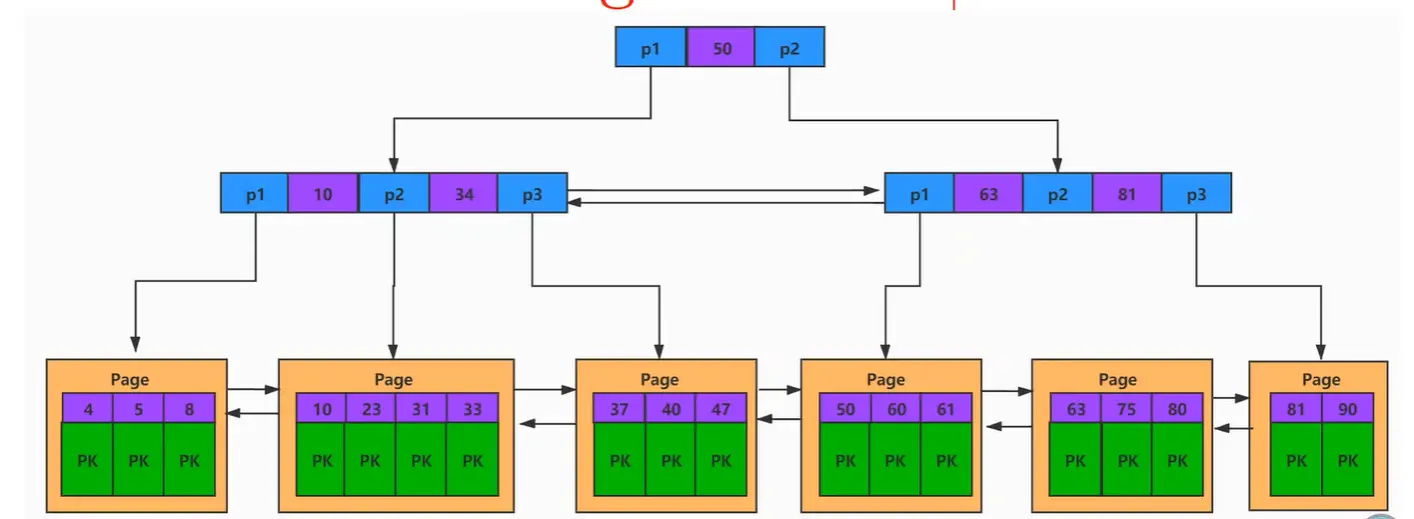 p1 50 p2
p1 10 p2 34 p3
p1 63 p2 81 p3
Page
4 5 8
PK PK PK
Page
10 23 31 33
PK PK PK PK
Page
37 40 47
PK PK PK
Page
50 60 61
PK PK PK
Page
63 75 80
PK PK PK
Page
81 90
PK PK